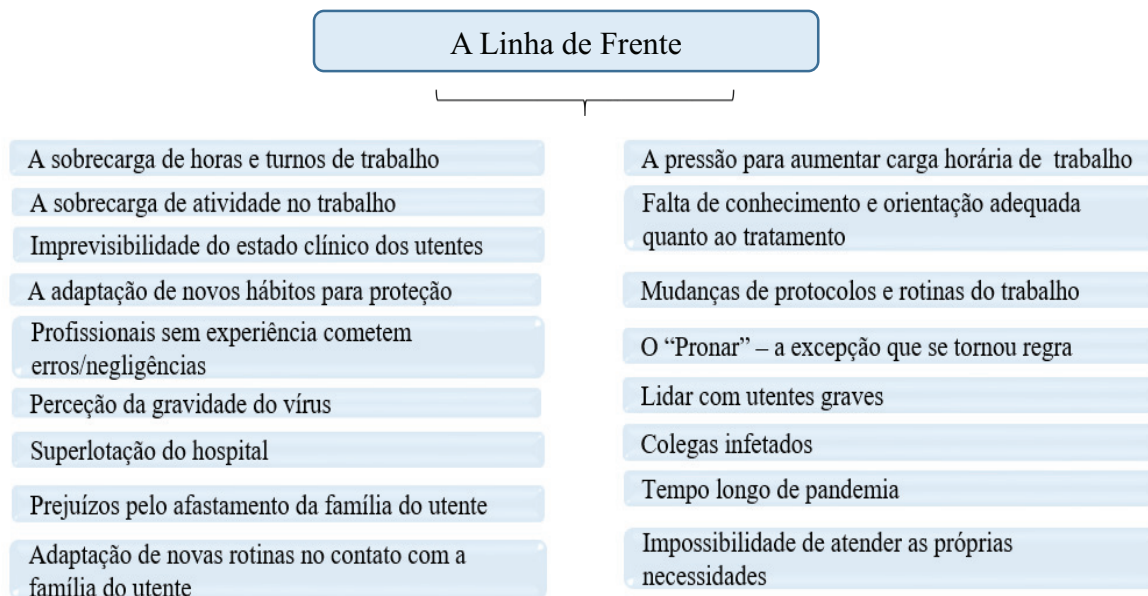 A Linha de Frente
A sobrecarga de horas e turnos de trabalho
A sobrecarga de atividade no trabalho
Imprevisibilidade do estado clínico dos utentes
A adaptação de novos hábitos para proteção
Profissionais sem experiência cometem
erros/negligências
Perceção da gravidade do vírus
Superlotação do hospital
Prejuízos pelo afastamento da família do utente
Adaptação de novas rotinas no contato com a
família do utente
A pressão para aumentar carga horária de trabalho
Falta de conhecimento e orientação adequada
quanto ao tratamento
Mudanças de protocolos e rotinas do trabalho
O “Pronar” – a excepção que se tornou regra
Lidar com utentes graves
Colegas infetados
Tempo longo de pandemia
Impossibilidade de atender as próprias
necessidades